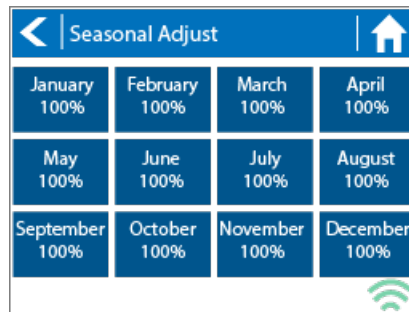 Seasonal Adjust
January February March April
100% 100% 100% 100%
May June July August
100% 100% 100% 100%
September October November December
100% 100% 100% 100%